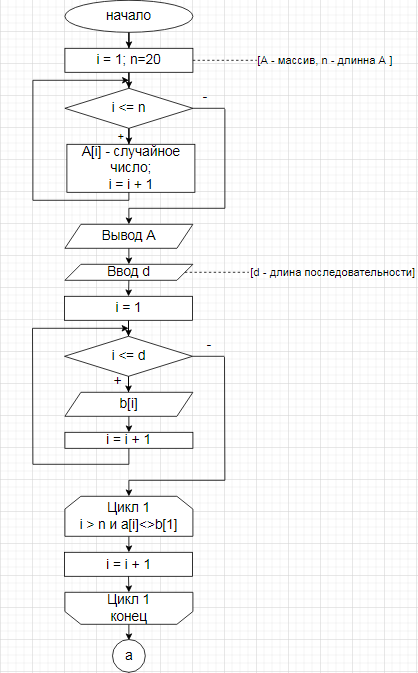 начало
i = 1; n=20
[A - массив, n - длинна A ]
i <= n
-
+
A[i] - случайное
число;
i = i + 1
Вывод A
Ввод d
[d - длина последовательности]
i = 1
i <= d
-
+
b[i]
i = i + 1
Цикл 1
i > n и a[i]<>b[1]
i = i + 1
Цикл 1
конец
a